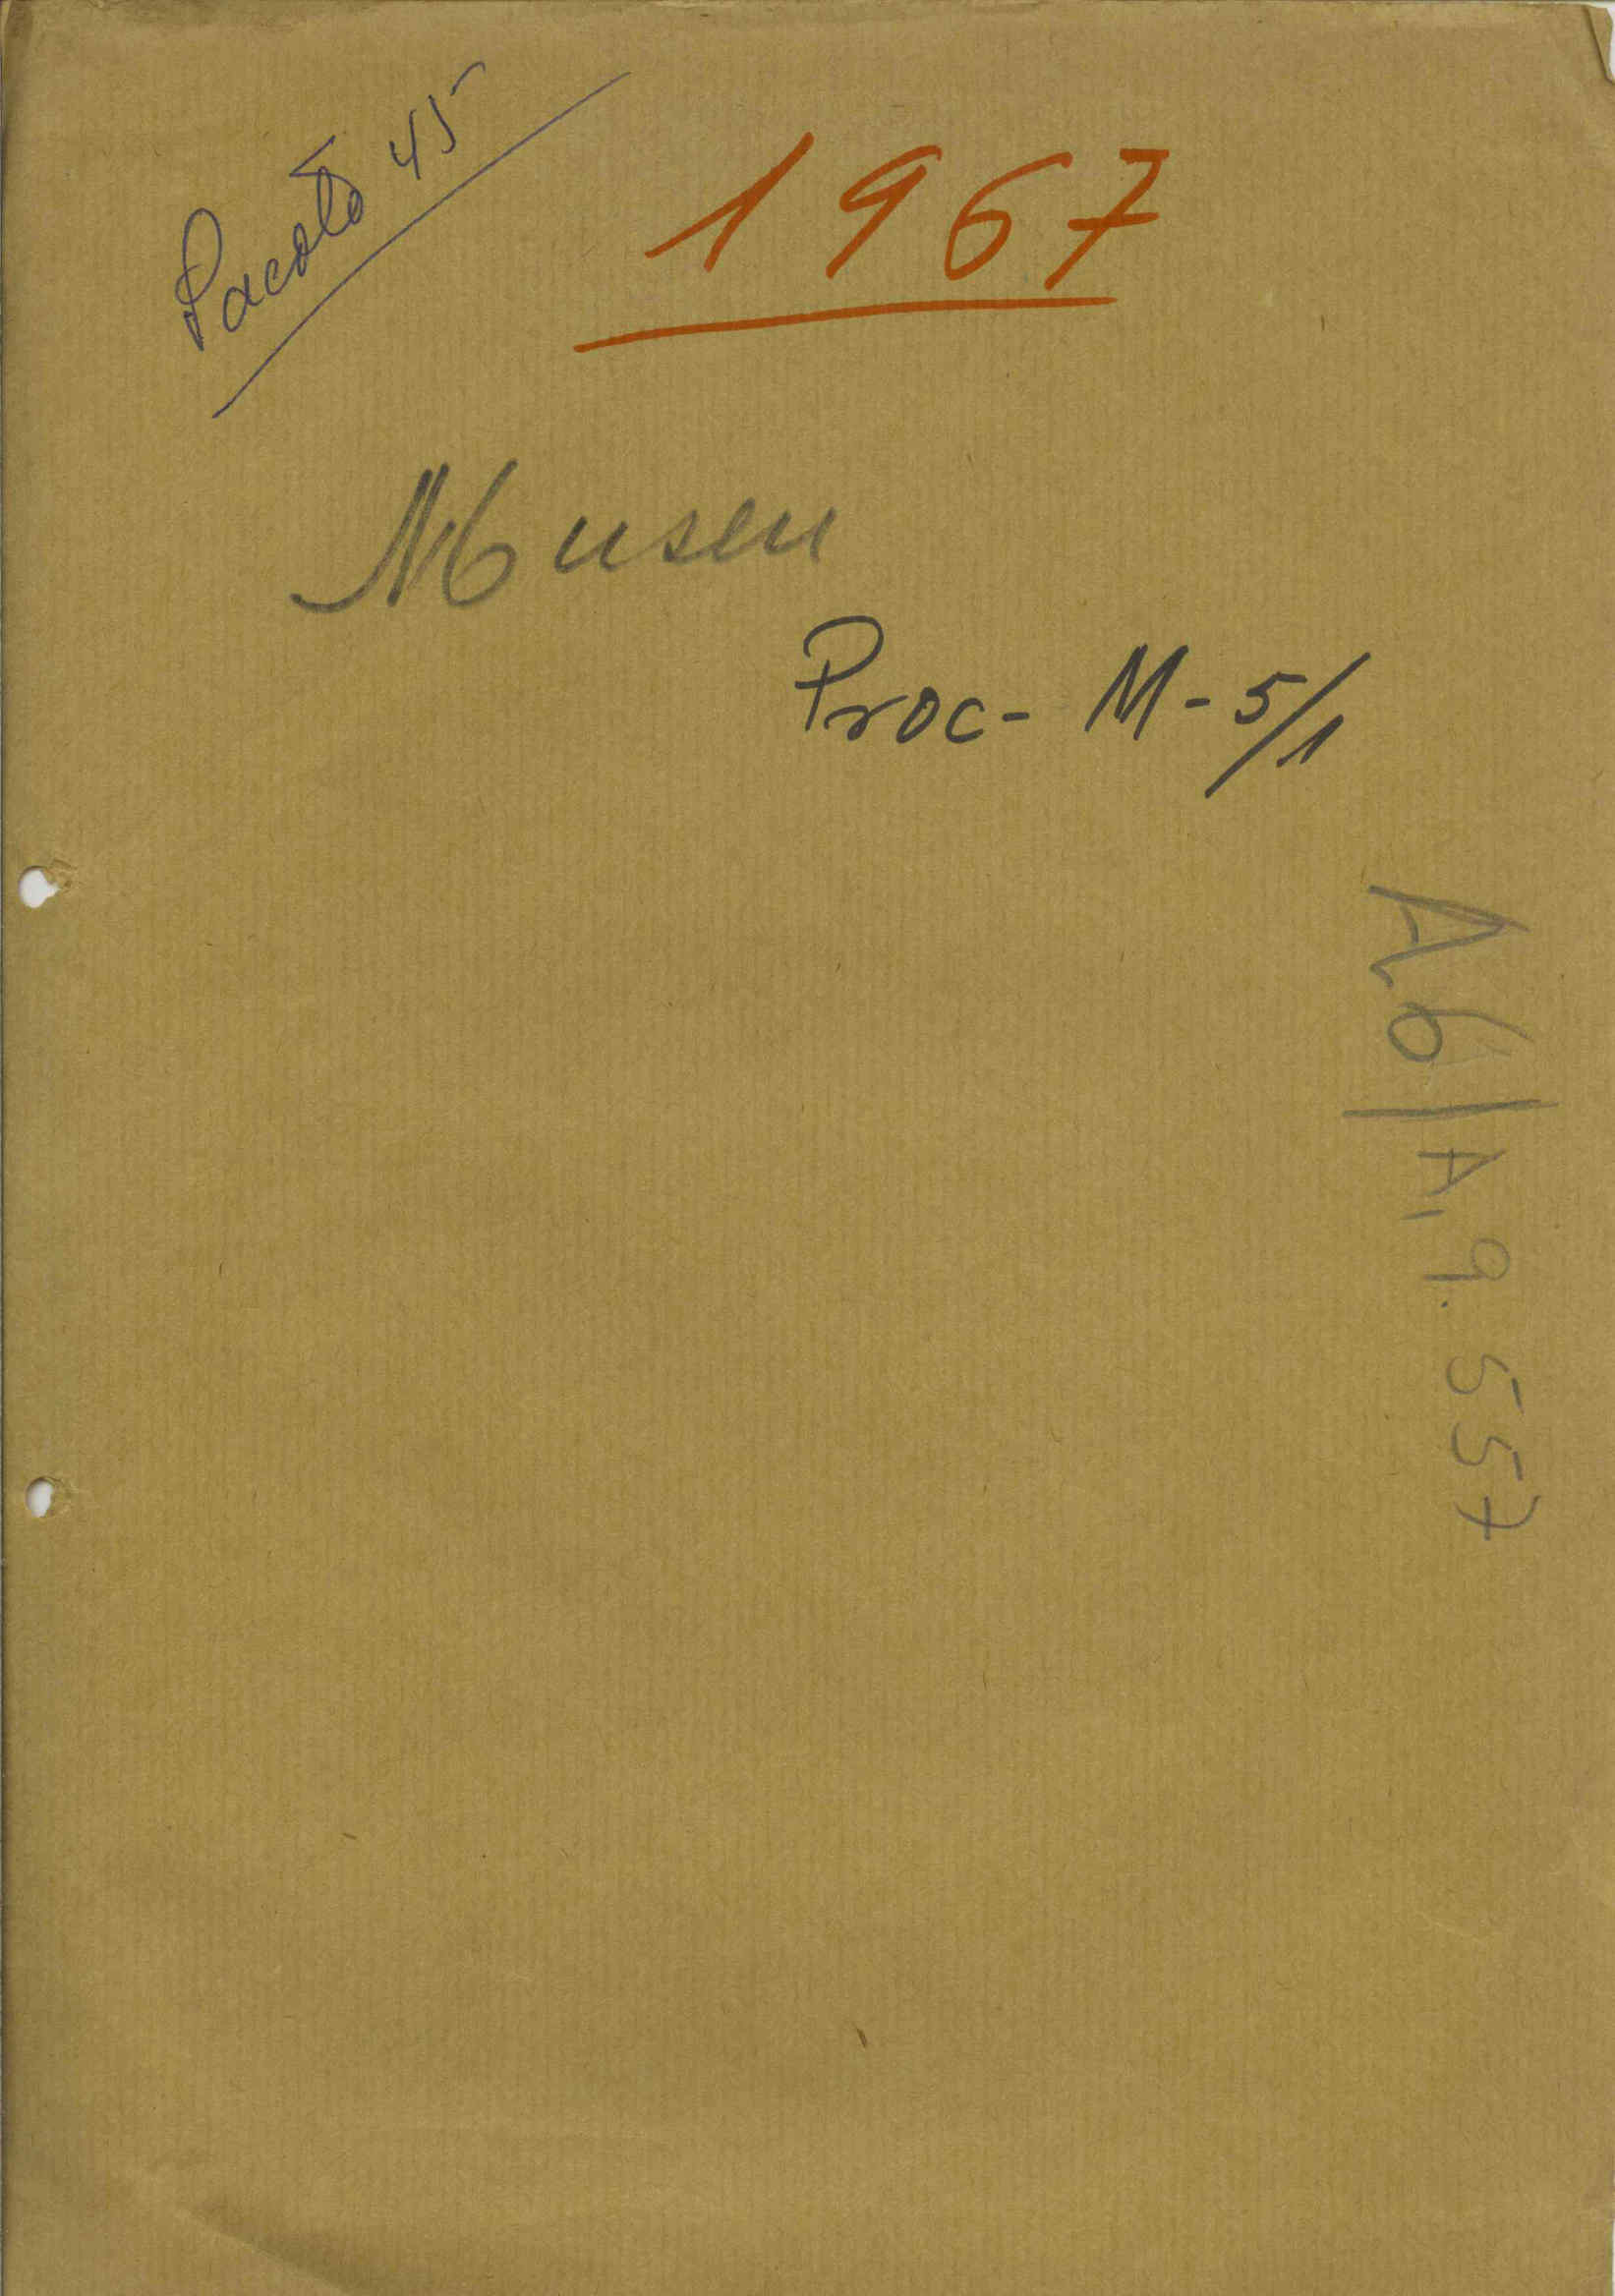 Pacote 45
1967
Museu
Proc- M-5/1
A6/A, 9. 557